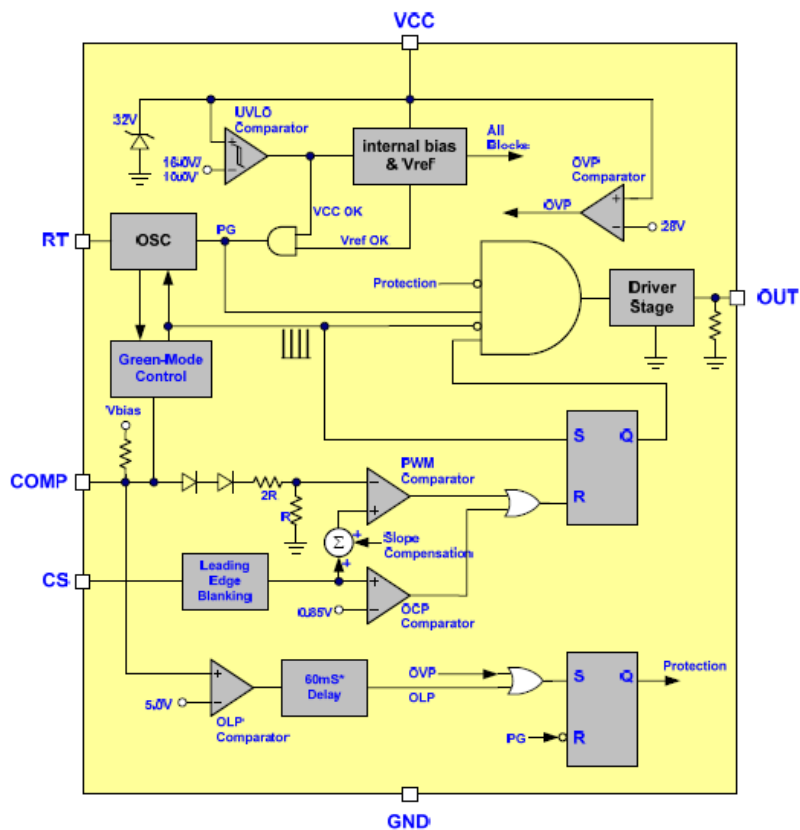 VCC
32V
UVLO
Comparator
16.0V/
10.0V
internal bias
& Vref
All
Blocks
OVP
Comparator
OVP
28V
VCC OK
PG
Vref OK
RT
OSC
Protection
Driver
Stage
OUT
Green-Mode
Control
Vbias
S
Q
R
COMP
2R
R
PWM
Comparator
Σ
+
+
Slope
Compensation
CS
Leading
Edge
Blanking
0.85V
OCP
Comparator
5.0V
OLP
Comparator
60mS*
Delay
OVP
OLP
S
Q
R
PG
Protection
GND